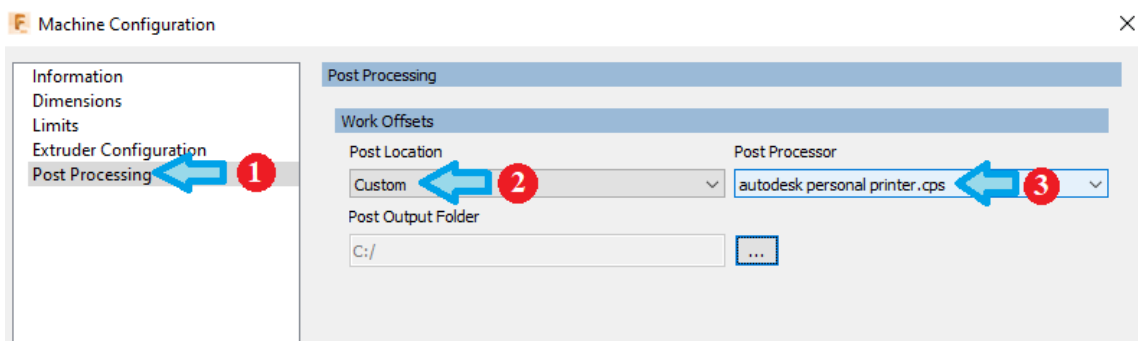 F Machine Configuration
Information
Dimensions
Limits
Extruder Configuration
Post Processing 1
Post Processing
Work Offsets
Post Location Post Processor
Custom 2 autodesk personal printer.cps 3
Post Output Folder
C:/ ...